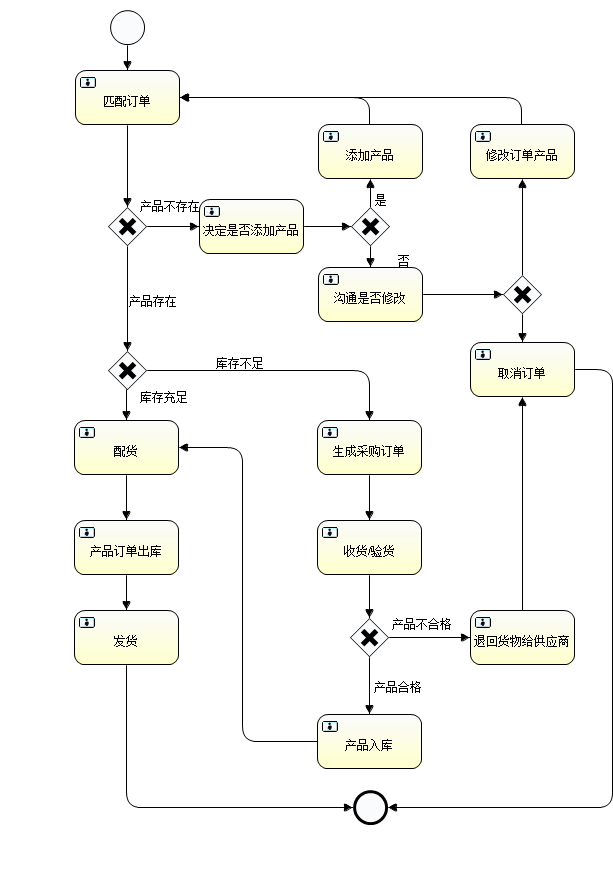 匹配订单
添加产品
修改订单产品
产品不存在
是
决定是否添加产品
否
沟通是否修改
产品存在
库存不足
取消订单
库存充足
配货
生成采购订单
产品订单出库
收货/验货
产品不合格
发货
退回货物给供应商
产品合格
产品入库